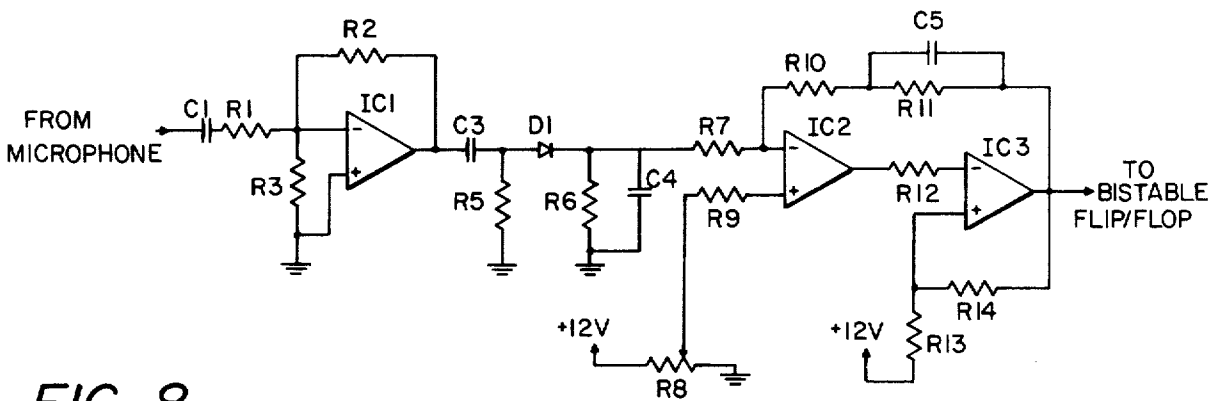 R2
C5
R10
FROM
MICROPHONE
C1
R1
IC1
R11
C3
D1
R7
IC2
IC3
R3
R12
TO
BISTABLE
FLIP/FLOP
R5
R6
C4
R9
R14
+12V
R8
+12V
R13
FIG. 8